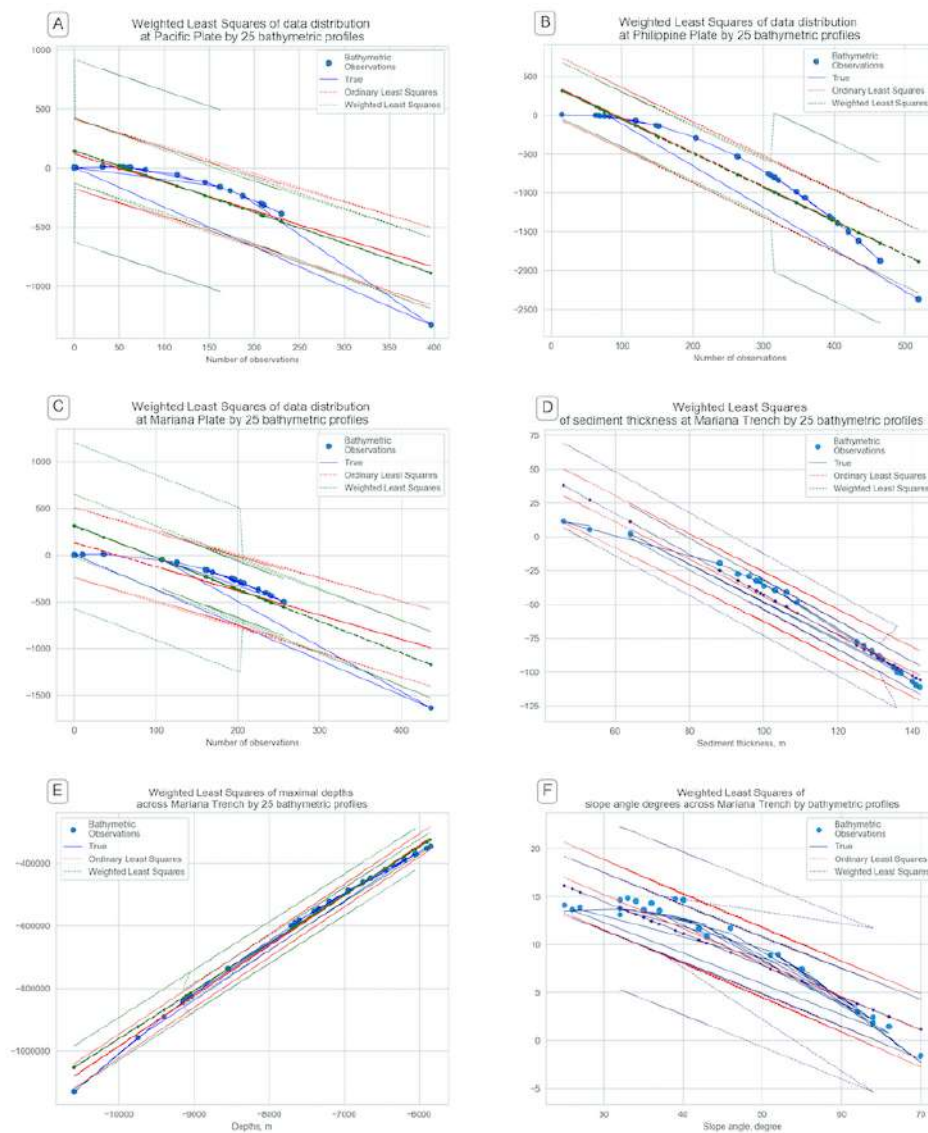 A
Weighted Least Squares of data distribution
at Pacific Plate by 25 bathymetric profiles
Bathymetric
Observations
True
Ordinary Least Squares
Weighted Least Squares
1000
500
0
−500
−1000
0 50 100 150 200 250 300 350 400
Number of observations
B
Weighted Least Squares of data distribution
at Philippine Plate by 25 bathymetric profiles
Bathymetric
Observations
True
Ordinary Least Squares
Weighted Least Squares
500
0
−500
−1000
−1500
−2000
−2500
0 100 200 300 400 500
Number of observations
C
Weighted Least Squares of data distribution
at Mariana Plate by 25 bathymetric profiles
Bathymetric
Observations
True
Ordinary Least Squares
Weighted Least Squares
1000
500
0
−500
−1000
−1500
0 100 200 300 400
Number of observations
D
Weighted Least Squares
of sediment thickness at Mariana Trench by 25 bathymetric profiles
Bathymetric
Observations
True
Ordinary Least Squares
Weighted Least Squares
75
50
25
0
−25
−50
−75
−100
−125
60 80 100 120 140
Sediment thickness, m
E
Weighted Least Squares of maximal depths
across Mariana Trench by 25 bathymetric profiles
Bathymetric
Observations
True
Ordinary Least Squares
Weighted Least Squares
−400000
−600000
−800000
−1000000
−10000 −9000 −8000 −7000 −6000
Depths, m
F
Weighted Least Squares of
slope angle degrees across Mariana Trench by bathymetric profiles
Bathymetric
Observations
True
Ordinary Least Squares
Weighted Least Squares
20
15
10
5
0
−5
30 40 50 60 70
Slope angle, degree